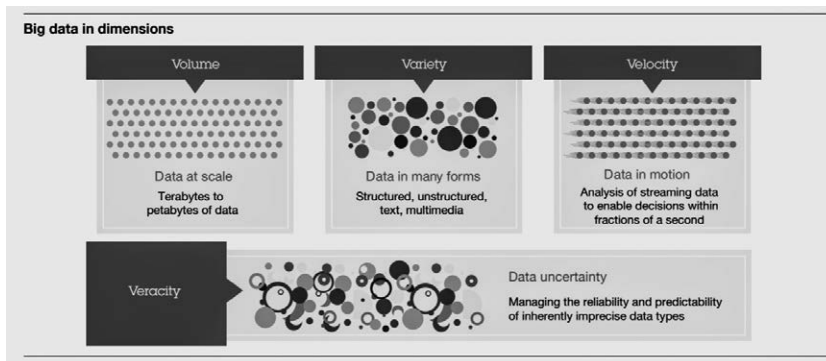 Big data in dimensions
Volume
Data at scale
Terabytes to
petabytes of data
Variety
Data in many forms
Structured, unstructured,
text, multimedia
Velocity
Data in motion
Analysis of streaming data
to enable decisions within
fractions of a second
Veracity
Data uncertainty
Managing the reliability and predictability
of inherently imprecise data types